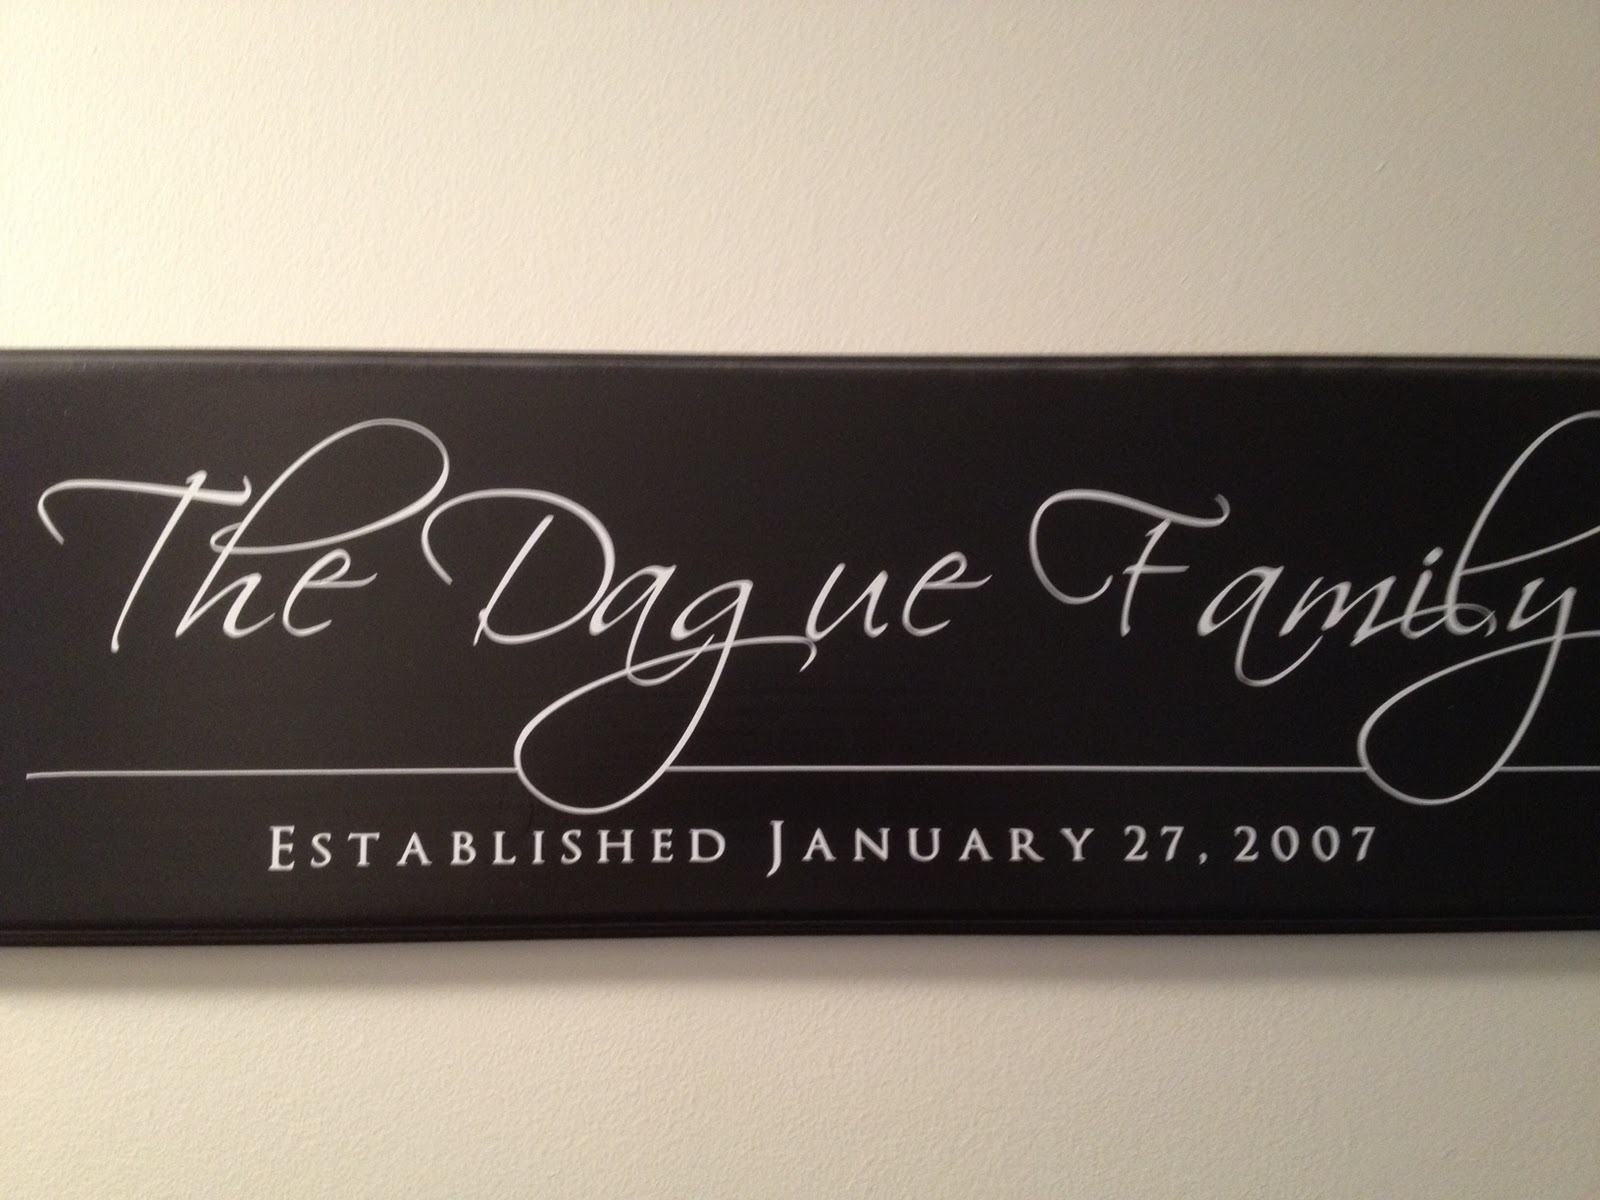 The Dague Family
Established January 27, 2007